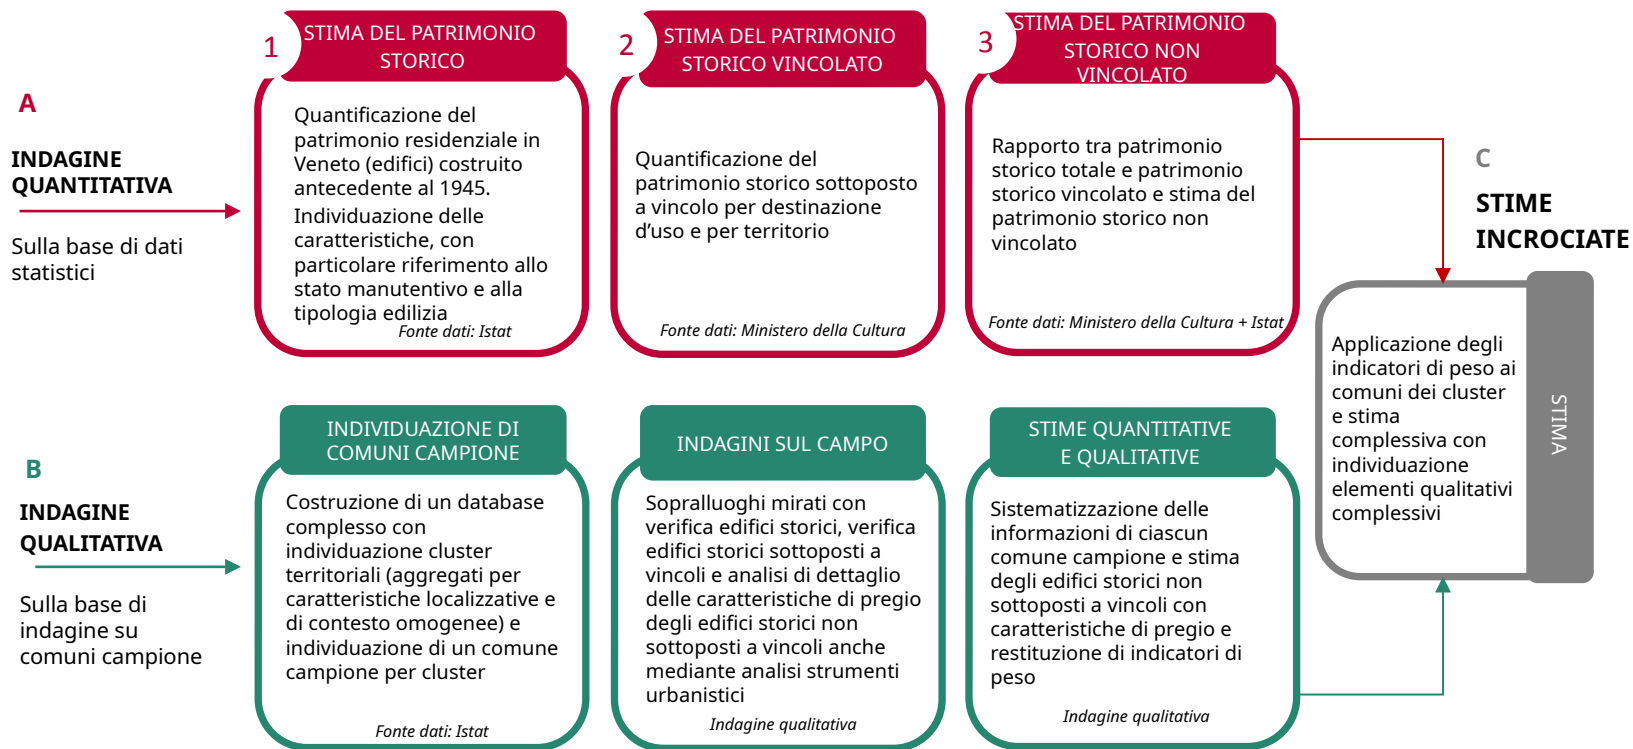 A
INDAGINE
QUANTITATIVA
Sulla base di dati
statistici
1
STIMA DEL PATRIMONIO
STORICO
Quantificazione del
patrimonio residenziale in
Veneto (edifici) costruito
antecedente al 1945.
Individuazione delle
caratteristiche, con
particolare riferimento allo
stato manutentivo e alla
tipologia edilizia
Fonte dati: Istat
2
STIMA DEL PATRIMONIO
STORICO VINCOLATO
Quantificazione del
patrimonio storico sottoposto
a vincolo per destinazione
d'uso e per territorio
Fonte dati: Ministero della Cultura
3
STIMA DEL PATRIMONIO
STORICO NON
VINCOLATO
Rapporto tra patrimonio
storico totale e patrimonio
storico vincolato e stima del
patrimonio storico non
vincolato
Fonte dati: Ministero della Cultura + Istat
B
INDAGINE
QUALITATIVA
Sulla base di
indagine su
comuni campione
INDIVIDUAZIONE DI
COMUNI CAMPIONE
Costruzione di un database
complesso con
individuazione cluster
territoriali (aggregati per
caratteristiche localizzative e
di contesto omogenee) e
individuazione di un comune
campione per cluster
Fonte dati: Istat
INDAGINI SUL CAMPO
Sopralluoghi mirati con
verifica edifici storici, verifica
edifici storici sottoposti a
vincoli e analisi di dettaglio
delle caratteristiche di pregio
degli edifici storici non
sottoposti a vincoli anche
mediante analisi strumenti
urbanistici
Indagine qualitativa
STIME QUANTITATIVE
E QUALITATIVE
Sistematizzazione delle
informazioni di ciascun
comune campione e stima
degli edifici storici non
sottoposti a vincoli con
caratteristiche di pregio e
restituzione di indicatori di
peso
Indagine qualitativa
C
STIME
INCROCIATE
Applicazione degli
indicatori di peso ai
comuni dei cluster
e stima
complessiva con
individuazione
elementi qualitativi
complessivi
STIMA